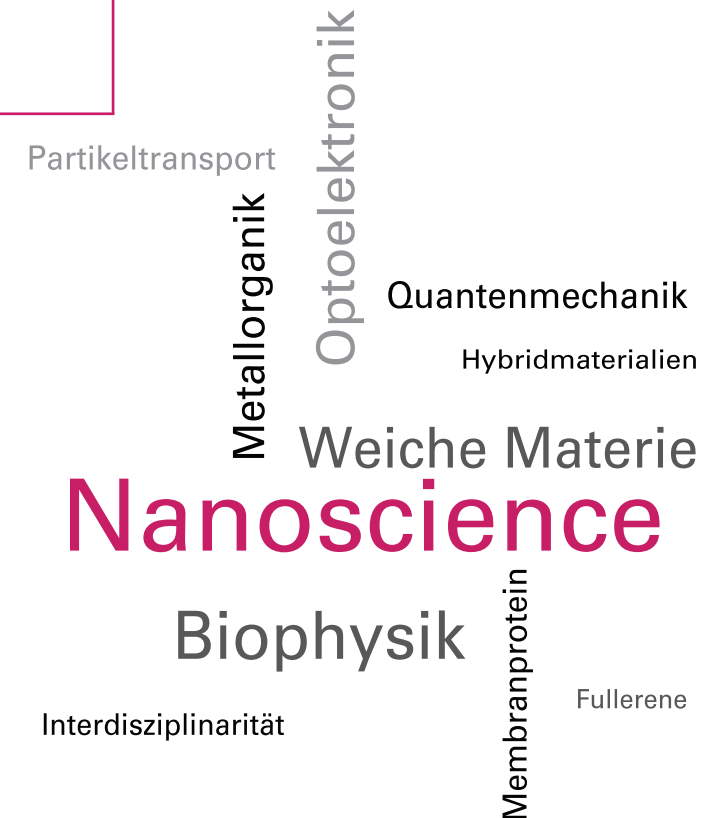 Optoelektronik
Partikeltransport
Metallorganik
Quantenmechanik
Hybridmaterialien
Weiche Materie
Nanoscience
Membranprotein
Biophysik
Fullerene
Interdisziplinarität